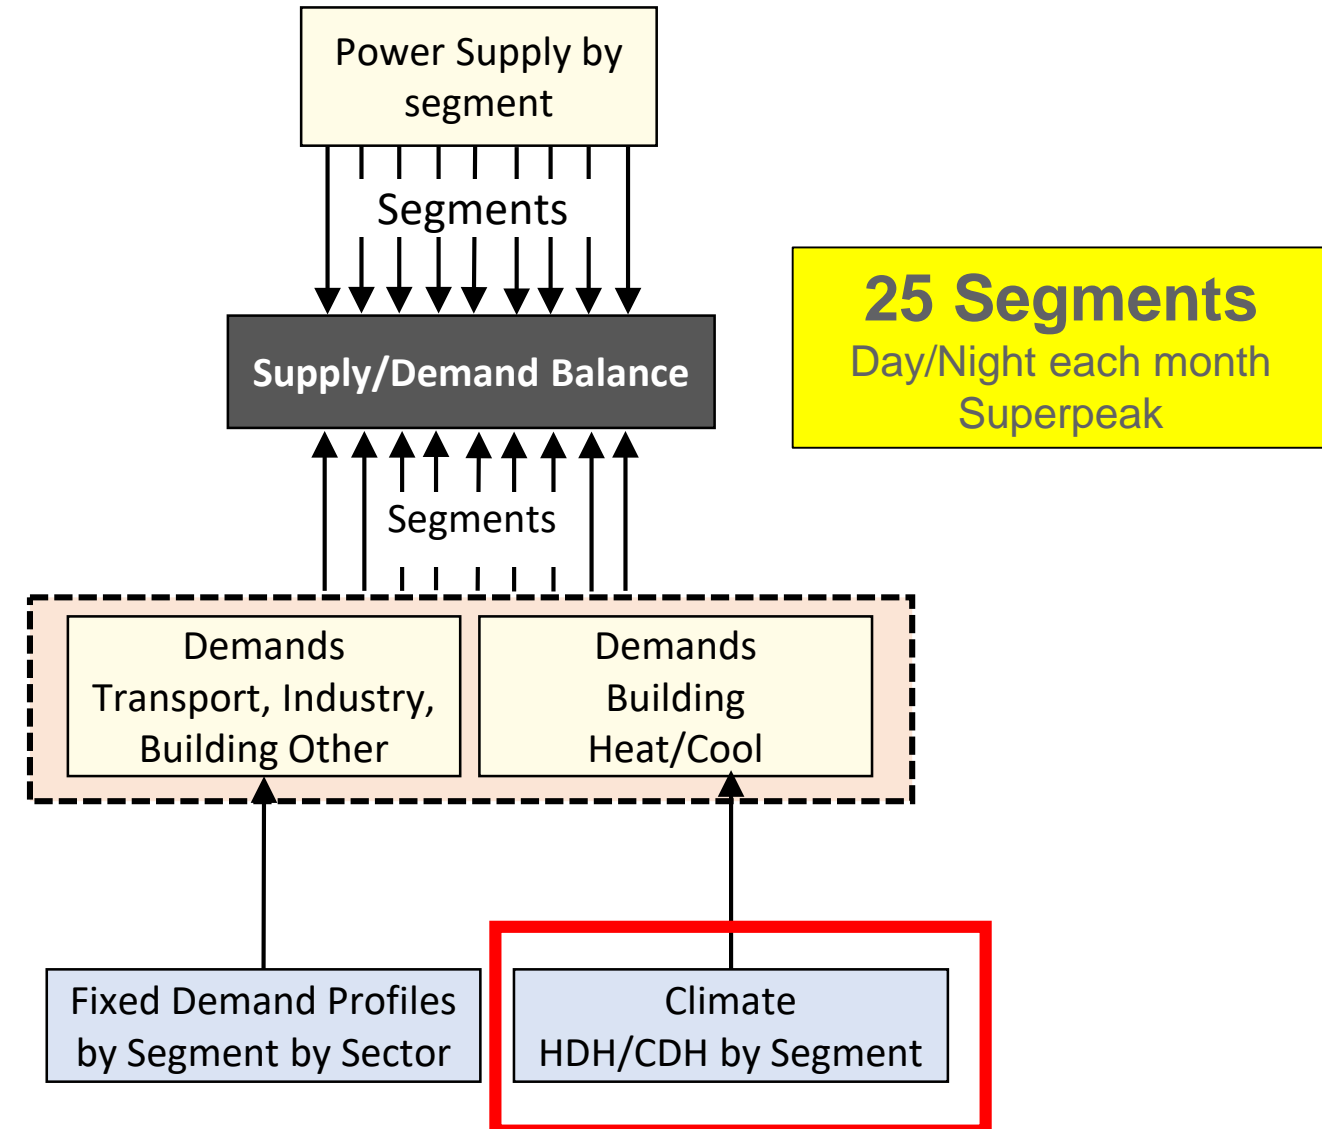 Power Supply by
segment
Segments
Supply/Demand Balance
25 Segments
Day/Night each month
Superpeak
Segments
Demands
Transport, Industry,
Building Other
Demands
Building
Heat/Cool
Fixed Demand Profiles
by Segment by Sector
Climate
HDH/CDH by Segment